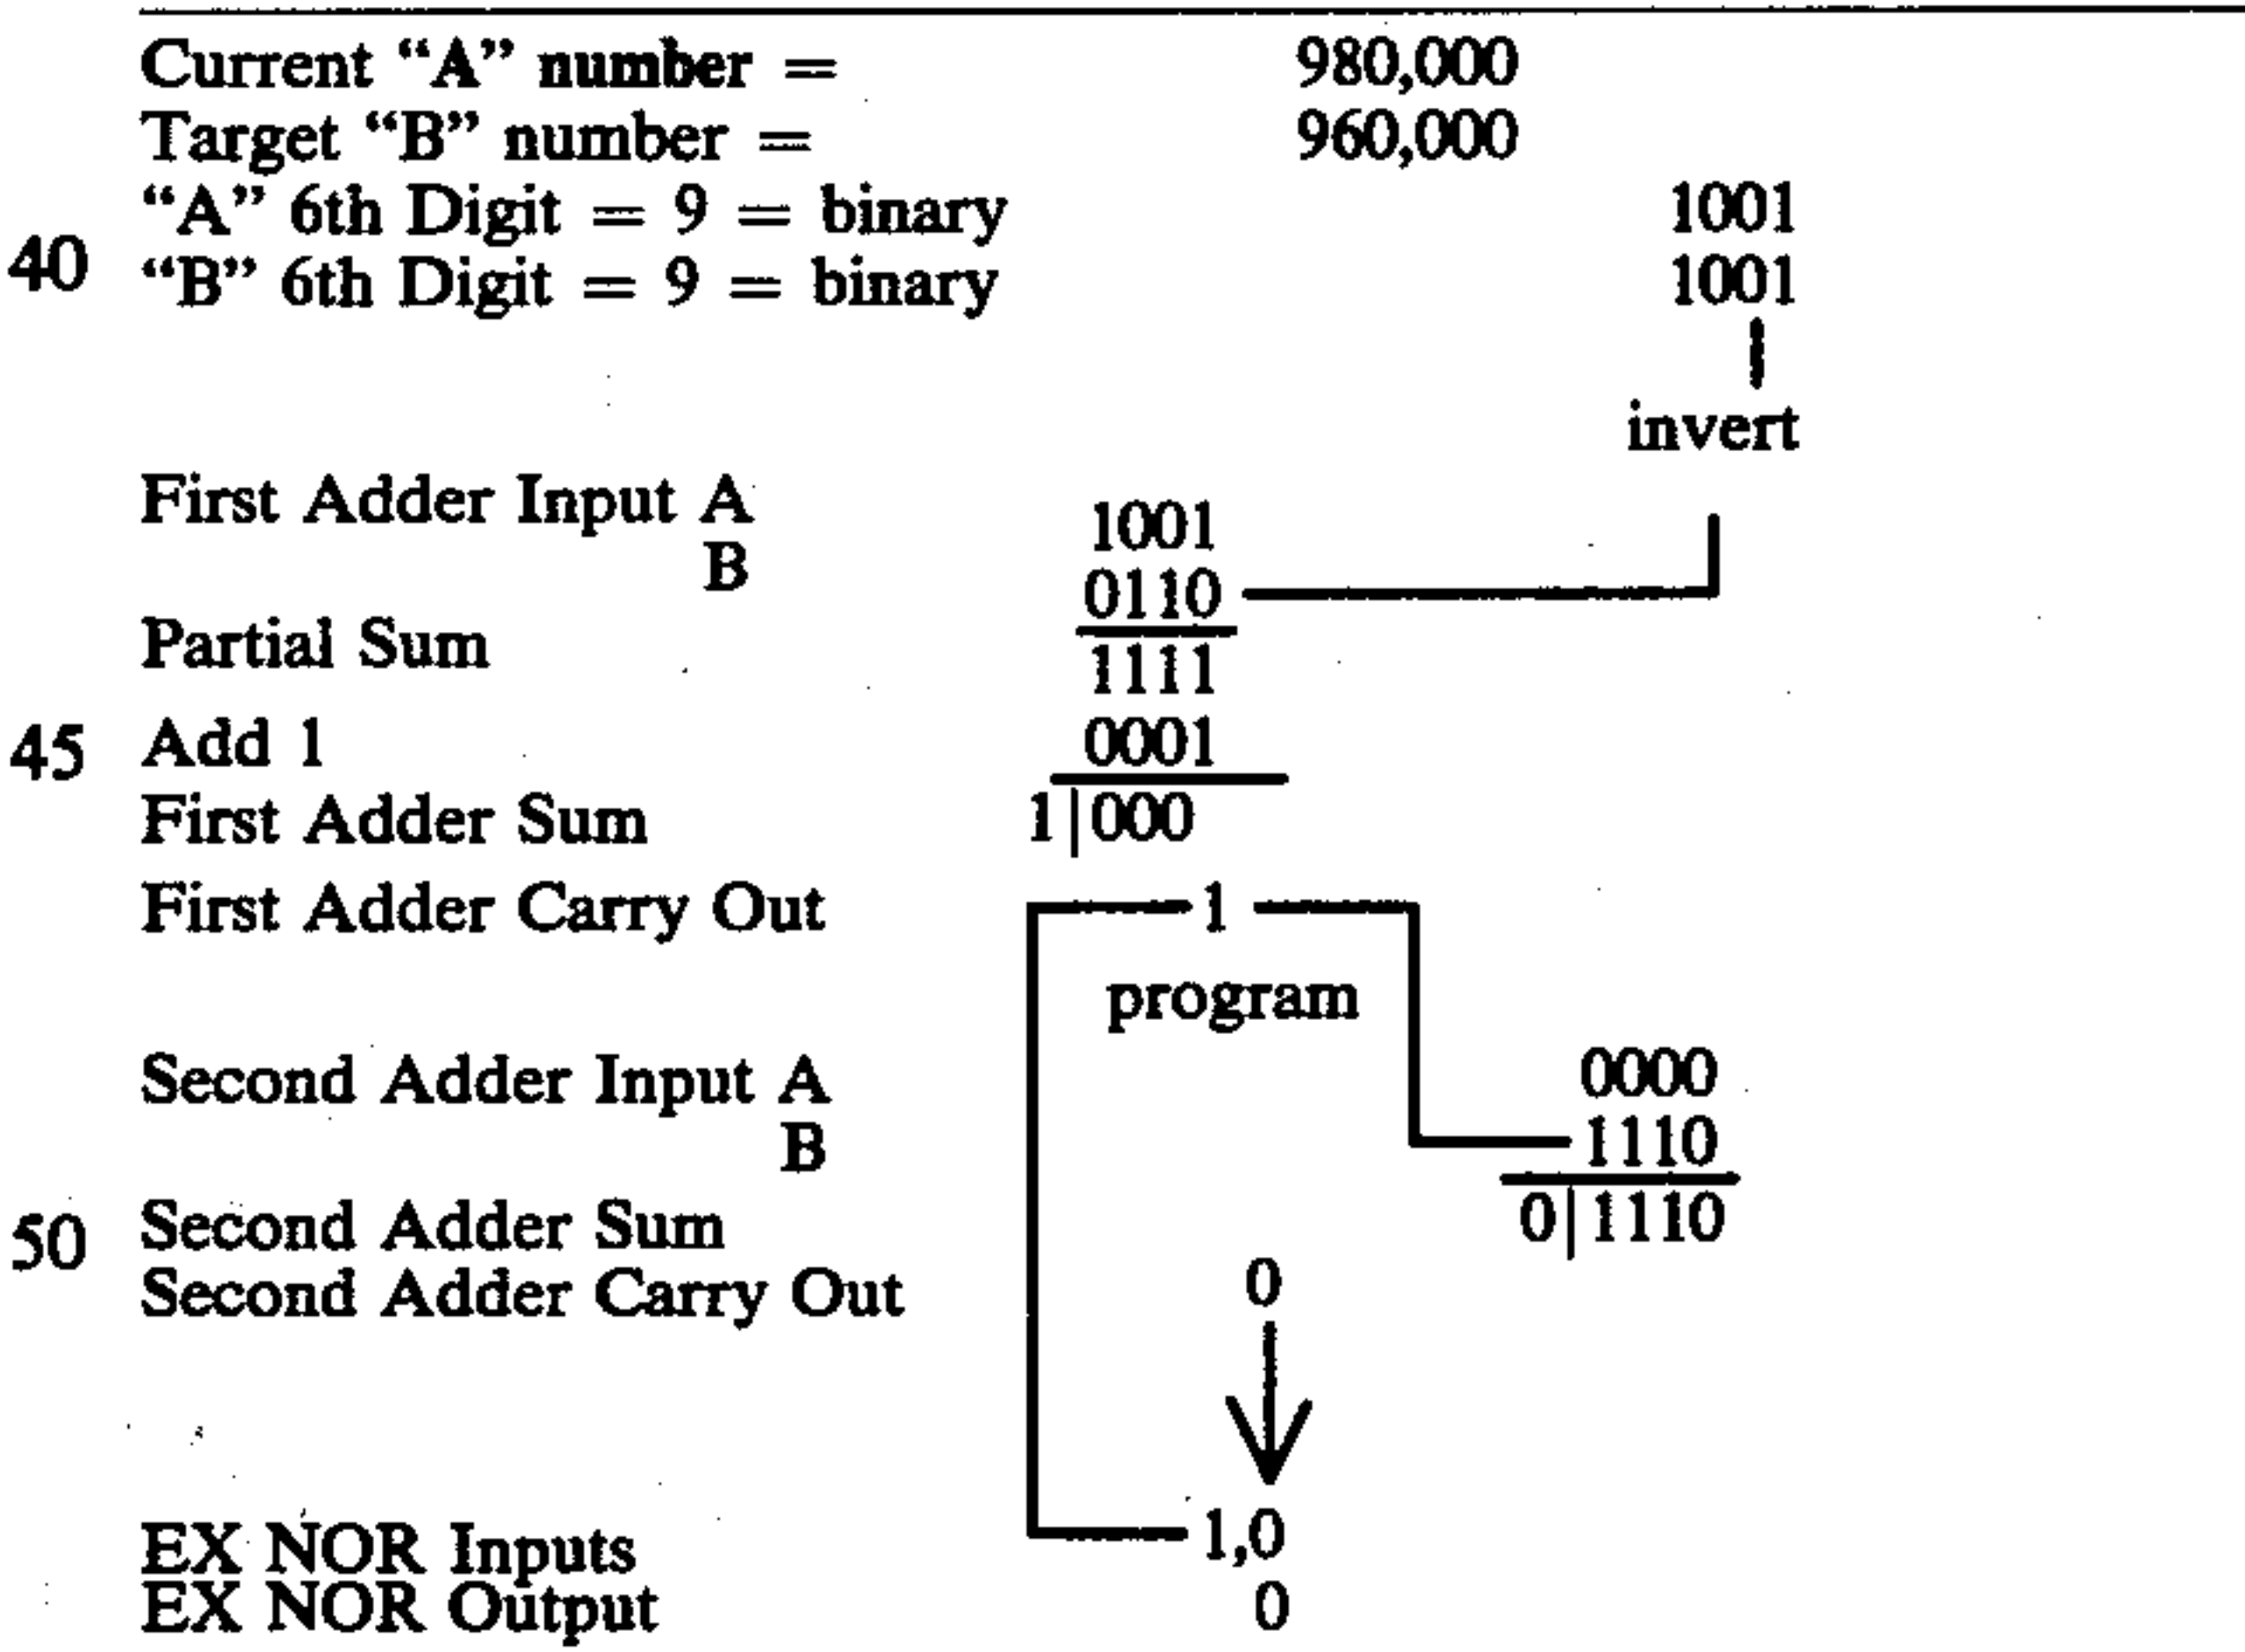 Current “A” number = 980,000
Target “B” number = 960,000
“A” 6th Digit = 9 = binary 1001
40 “B” 6th Digit = 9 = binary 1001
invert
First Adder Input A 1001
B 0110
Partial Sum 1111
45 Add 1 0001
First Adder Sum 1|000
First Adder Carry Out 1
program
Second Adder Input A 0000
B 1110
50 Second Adder Sum 0|1110
Second Adder Carry Out 0
EX NOR Inputs 1,0
EX NOR Output 0